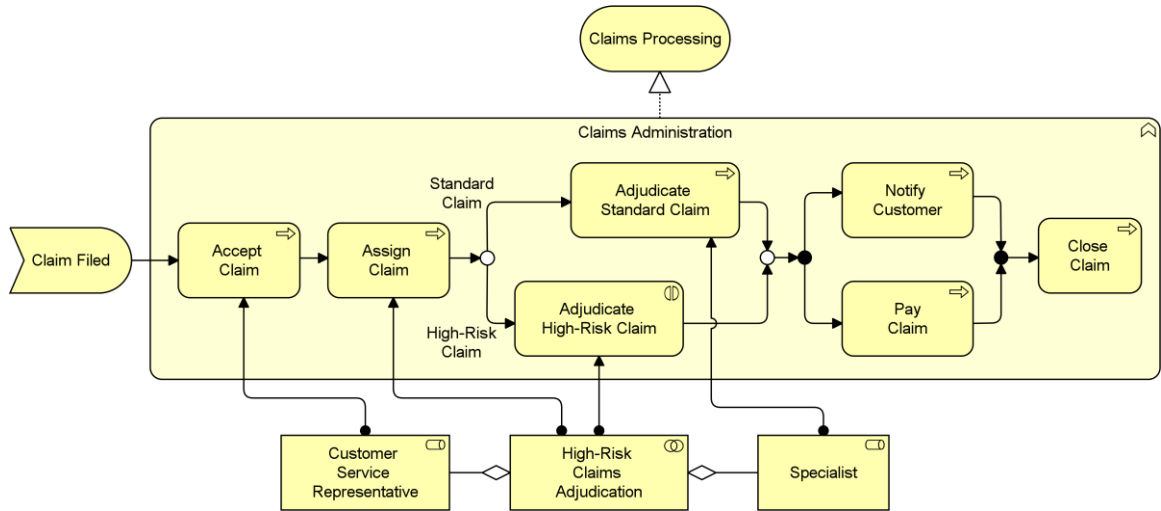 Claims Processing
Claims Administration
Claim Filed
Accept
Claim
Assign
Claim
Standard
Claim
High-Risk
Claim
Adjudicate
Standard Claim
Adjudicate
High-Risk Claim
Notify
Customer
Pay
Claim
Close
Claim
Customer
Service
Representative
High-Risk
Claims
Adjudication
Specialist